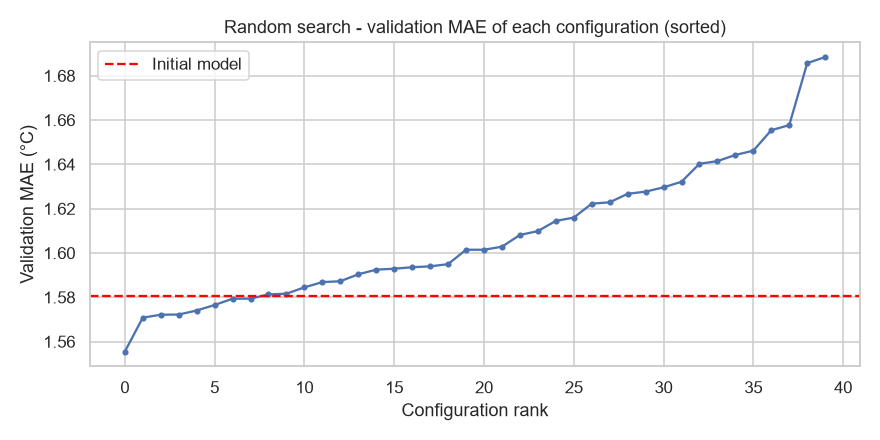 Random search - validation MAE of each configuration (sorted)
Initial model
Validation MAE (°C)
1.68
1.66
1.64
1.62
1.60
1.58
1.56
0 5 10 15 20 25 30 35 40
Configuration rank